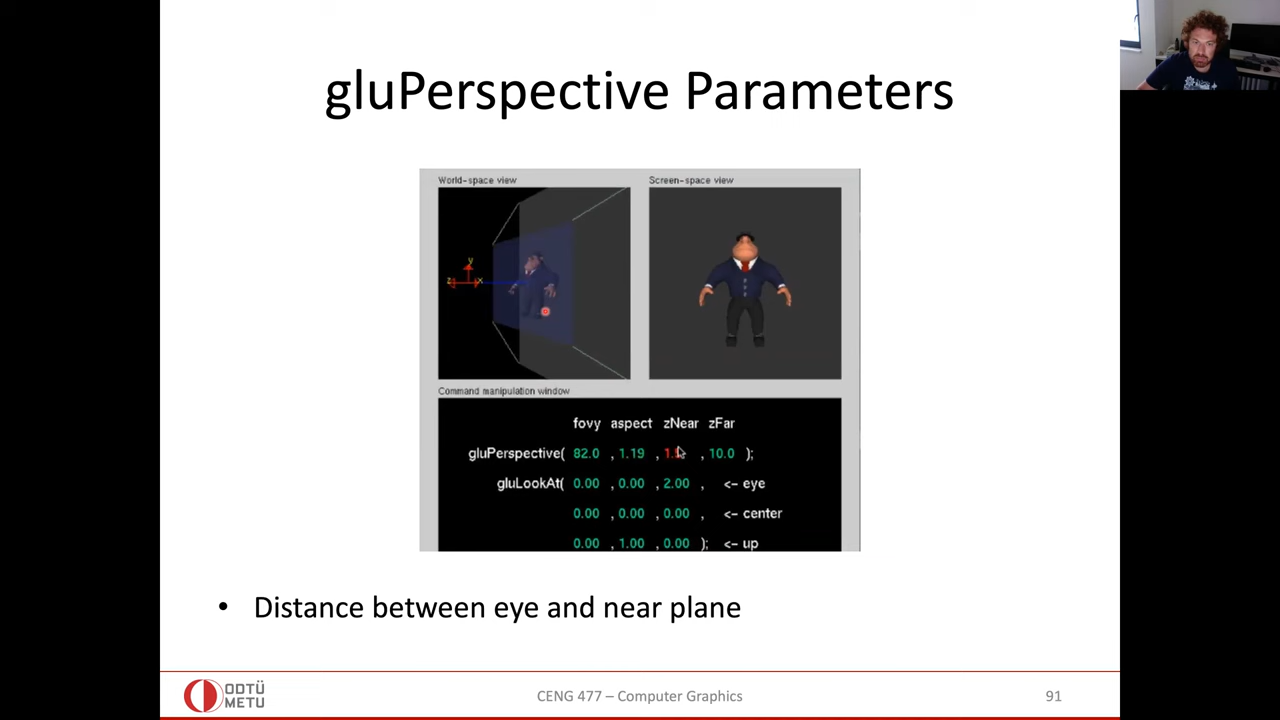 gluPerspective Parameters
World-space view
Screen-space view
y
z
x
Command manipulation window
fovy aspect zNear zFar
gluPerspective( 82.0 , 1.19 , , 10.0 );
gluLookAt( 0.00 , 0.00 , 2.00 , <- eye
0.00 , 0.00 , 0.00 , <- center
0.00 , 1.00 , 0.00 ); <- up
• Distance between eye and near plane
ODTÜ
METU
CENG 477 – Computer Graphics
91